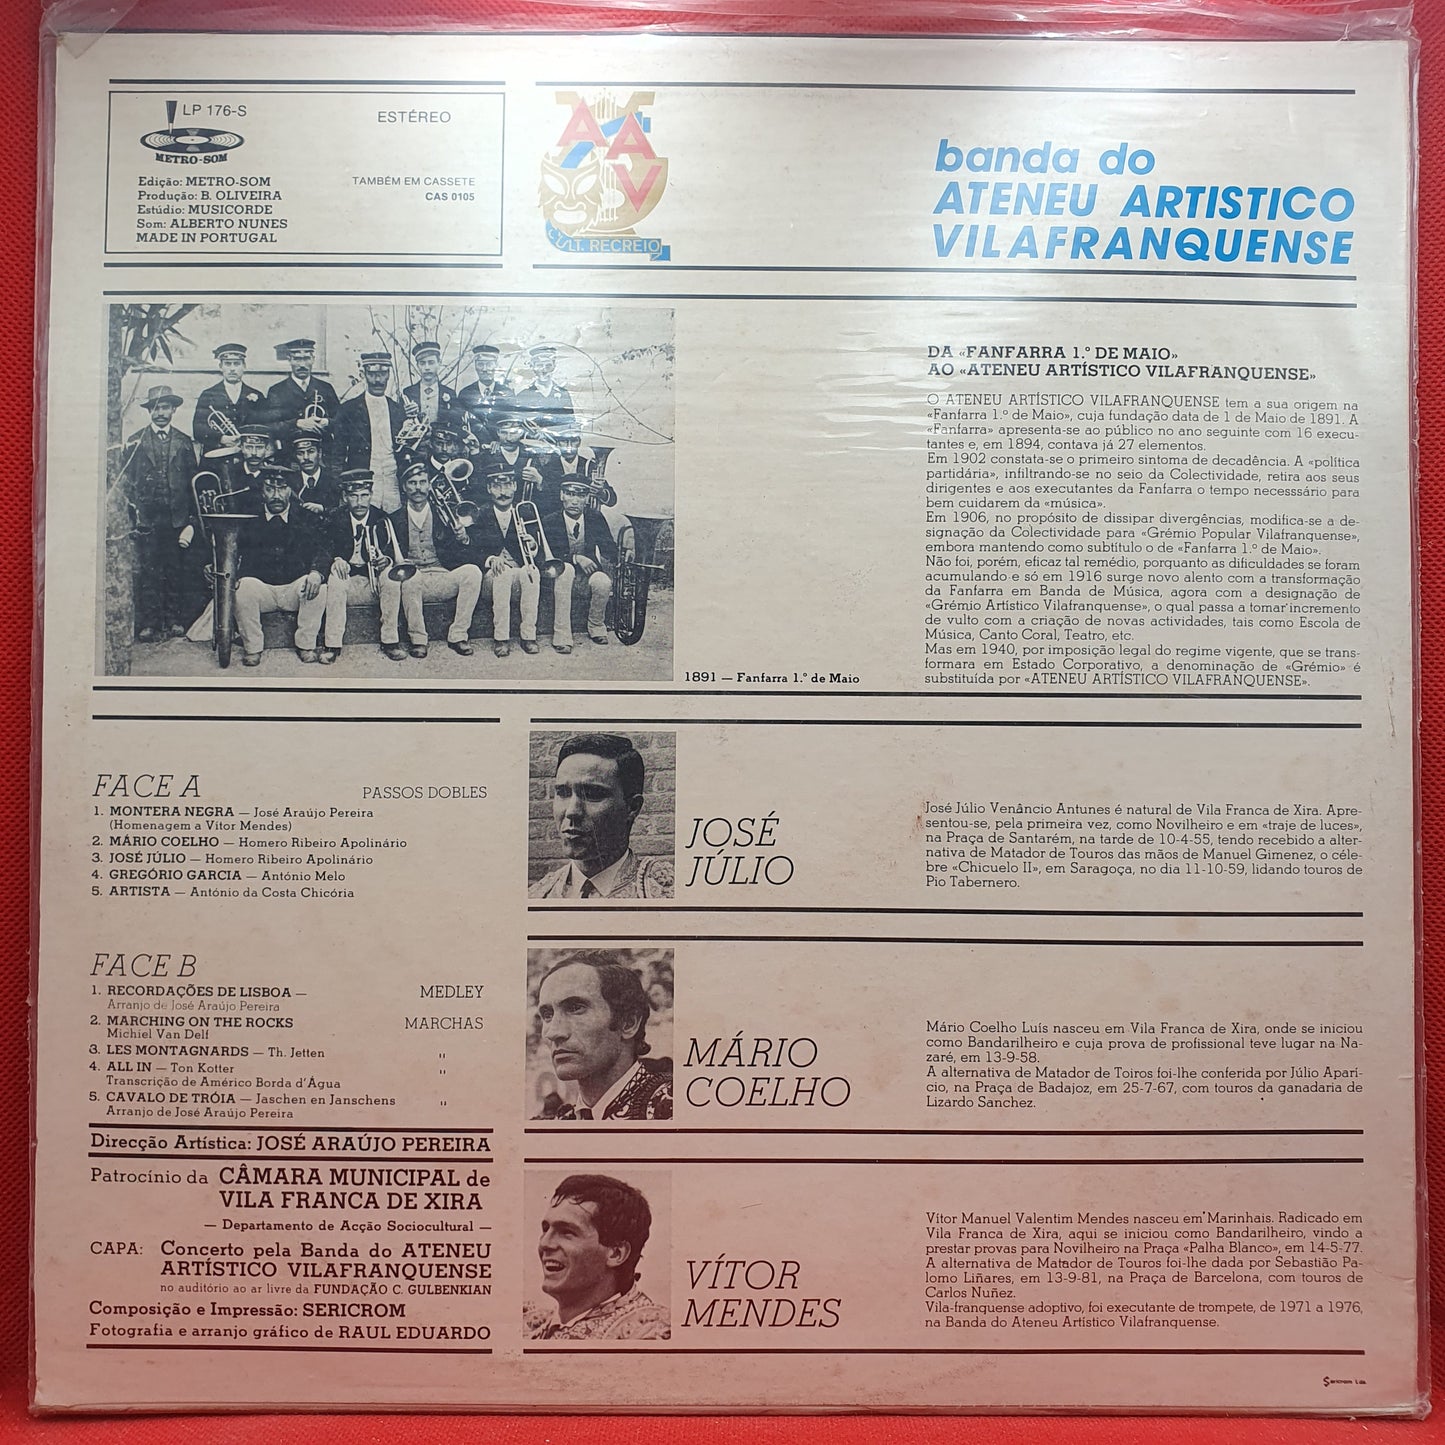 LP 176-S
ESTÉREO
METRO-SOM
Edição: METRO-SOM
Produção: B. OLIVEIRA
Estúdio: MUSICORDE
Som: ALBERTO NUNES
MADE IN PORTUGAL
TAMBÉM EM CASSETE
CAS 0105
A A V
CULT. RECREIO
banda do
ATENEU ARTISTICO
VILAFRANQUENSE
1891 — Fanfarra 1.º de Maio
DA «FANFARRA 1.º DE MAIO»
AO «ATENEU ARTÍSTICO VILAFRANQUENSE»
O ATENEU ARTÍSTICO VILAFRANQUENSE tem a sua origem na
«Fanfarra 1.º de Maio», cuja fundação data de 1 de Maio de 1891. A
«Fanfarra» apresenta-se ao público no ano seguinte com 16 execu-
tantes e, em 1894, contava já 27 elementos.
Em 1902 constata-se o primeiro sintoma de decadência. A «política
partidária», infiltrando-se no seio da Colectividade, retira aos seus
dirigentes e aos executantes da Fanfarra o tempo necesssário para
bem cuidarem da «música».
Em 1906, no propósito de dissipar divergências, modifica-se a de-
signação da Colectividade para «Grémio Popular Vilafranquense»,
embora mantendo como subtítulo o de «Fanfarra 1.º de Maio».
Não foi, porém, eficaz tal remédio, porquanto as dificuldades se foram
acumulando e só em 1916 surge novo alento com a transformação
da Fanfarra em Banda de Música, agora com a designação de
«Grémio Artístico Vilafranquense», o qual passa a tomar incremento
de vulto com a criação de novas actividades, tais como Escola de
Música, Canto Coral, Teatro, etc.
Mas em 1940, por imposição legal do regime vigente, que se trans-
formara em Estado Corporativo, a denominação de «Grémio» é
substituída por «ATENEU ARTÍSTICO VILAFRANQUENSE».
FACE A
PASSOS DOBLES
1. MONTERA NEGRA — José Araújo Pereira
(Homenagem a Vítor Mendes)
2. MÁRIO COELHO — Homero Ribeiro Apolinário
3. JOSÉ JÚLIO — Homero Ribeiro Apolinário
4. GREGÓRIO GARCIA — António Melo
5. ARTISTA — António da Costa Chicória
FACE B
1. RECORDAÇÕES DE LISBOA — MEDLEY
Arranjo de José Araújo Pereira
2. MARCHING ON THE ROCKS MARCHAS
Michiel Van Delf
3. LES MONTAGNARDS — Th. Jetten "
4. ALL IN — Ton Kotter "
Transcrição de Américo Borda d'Água
5. CAVALO DE TRÓIA — Jaschen en Janschens "
Arranjo de José Araújo Pereira
Direcção Artística: JOSÉ ARAÚJO PEREIRA
Patrocínio da CÂMARA MUNICIPAL de
VILA FRANCA DE XIRA
— Departamento de Acção Sociocultural —
CAPA: Concerto pela Banda do ATENEU
ARTÍSTICO VILAFRANQUENSE
no auditório ao ar livre da FUNDAÇÃO C. GULBENKIAN
Composição e Impressão: SERICROM
Fotografia e arranjo gráfico de RAUL EDUARDO
JOSÉ
JÚLIO
José Júlio Venâncio Antunes é natural de Vila Franca de Xira. Apre-
sentou-se, pela primeira vez, como Novilheiro e em «traje de luces»,
na Praça de Santarém, na tarde de 10-4-55, tendo recebido a alter-
nativa de Matador de Touros das mãos de Manuel Gimenez, o céle-
bre «Chicuelo II», em Saragoça, no dia 11-10-59, lidando touros de
Pio Tabernero.
MÁRIO
COELHO
Mário Coelho Luís nasceu em Vila Franca de Xira, onde se iniciou
como Bandarilheiro e cuja prova de profissional teve lugar na Na-
zaré, em 13-9-58.
A alternativa de Matador de Toiros foi-lhe conferida por Júlio Apari-
cio, na Praça de Badajoz, em 25-7-67, com touros da ganadaria de
Lizardo Sanchez.
VÍTOR
MENDES
Vítor Manuel Valentim Mendes nasceu em Marinhais. Radicado em
Vila Franca de Xira, aqui se iniciou como Bandarilheiro, vindo a
prestar provas para Novilheiro na Praça «Palha Blanco», em 14-5-77.
A alternativa de Matador de Touros foi-lhe dada por Sebastião Pa-
lomo Liñares, em 13-9-81, na Praça de Barcelona, com touros de
Carlos Nuñez.
Vila-franquense adoptivo, foi executante de trompete, de 1971 a 1976,
na Banda do Ateneu Artístico Vilafranquense.
Sericrom Lda.